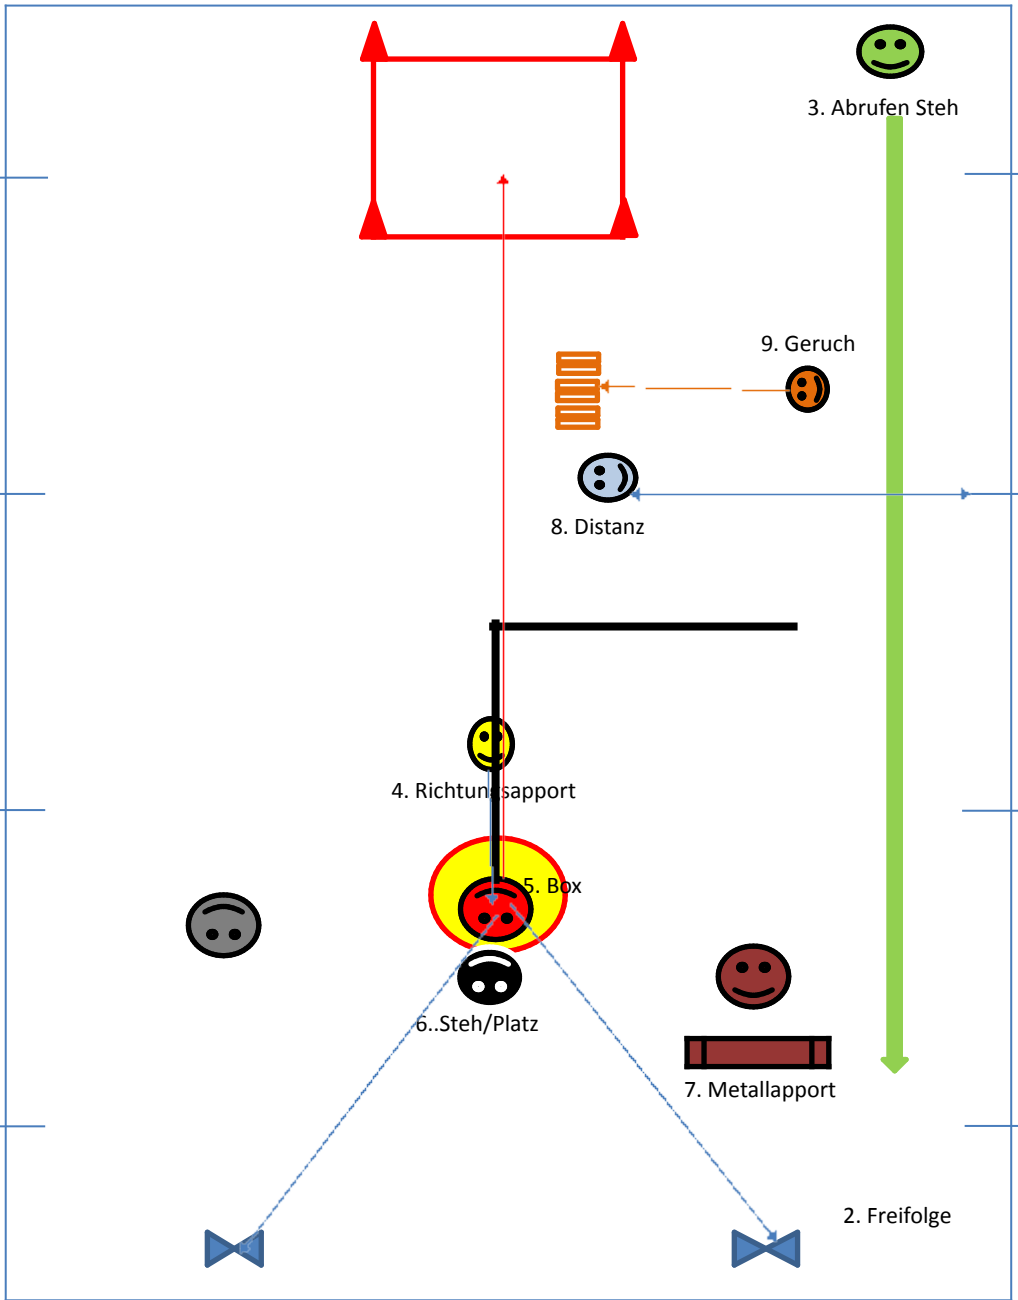 3. Abrufen Steh
9. Geruch
8. Distanz
4. Richtungsapport
5. Box
6..Steh/Platz
7. Metallapport
2. Freifolge